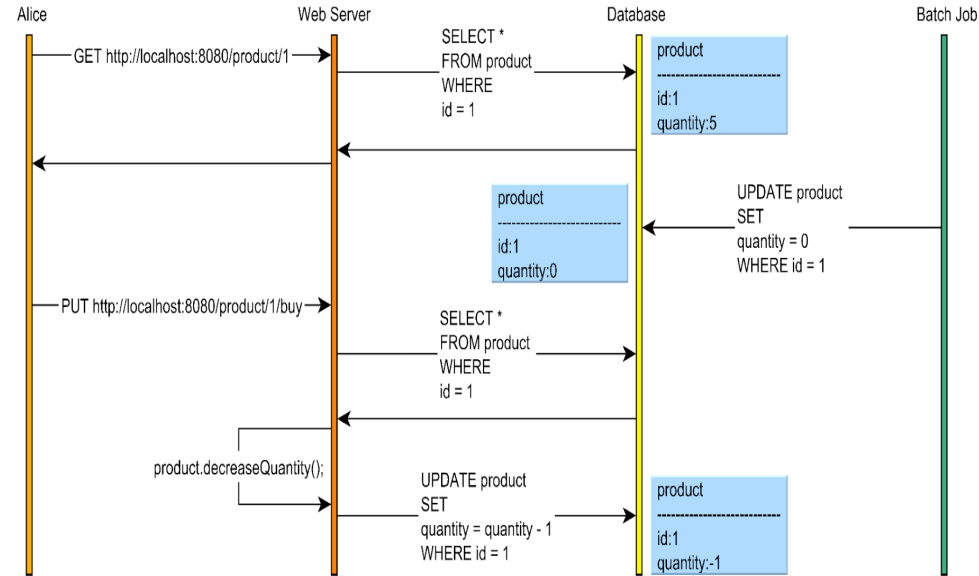 Alice
Web Server
Database
Batch Job
GET http://localhost:8080/product/1
SELECT *
FROM product
WHERE
id = 1
product
----------------------------
id:1
quantity:5
product
----------------------------
id:1
quantity:0
UPDATE product
SET
quantity = 0
WHERE id = 1
PUT http://localhost:8080/product/1/buy
SELECT *
FROM product
WHERE
id = 1
product.decreaseQuantity();
UPDATE product
SET
quantity = quantity - 1
WHERE id = 1
product
----------------------------
id:1
quantity:-1